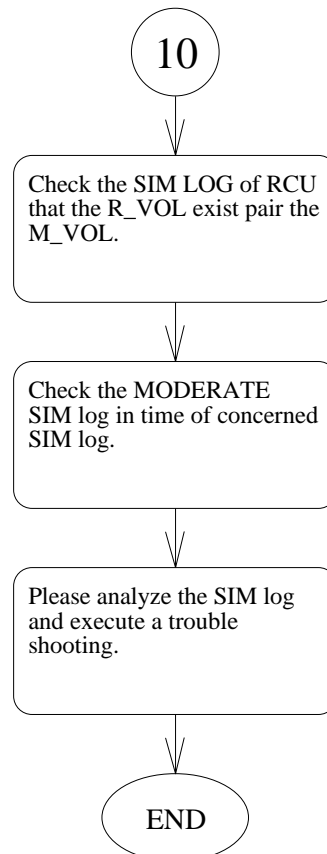 10
Check the SIM LOG of RCU
that the R_VOL exist pair the
M_VOL.
Check the MODERATE
SIM log in time of concerned
SIM log.
Please analyze the SIM log
and execute a trouble
shooting.
END